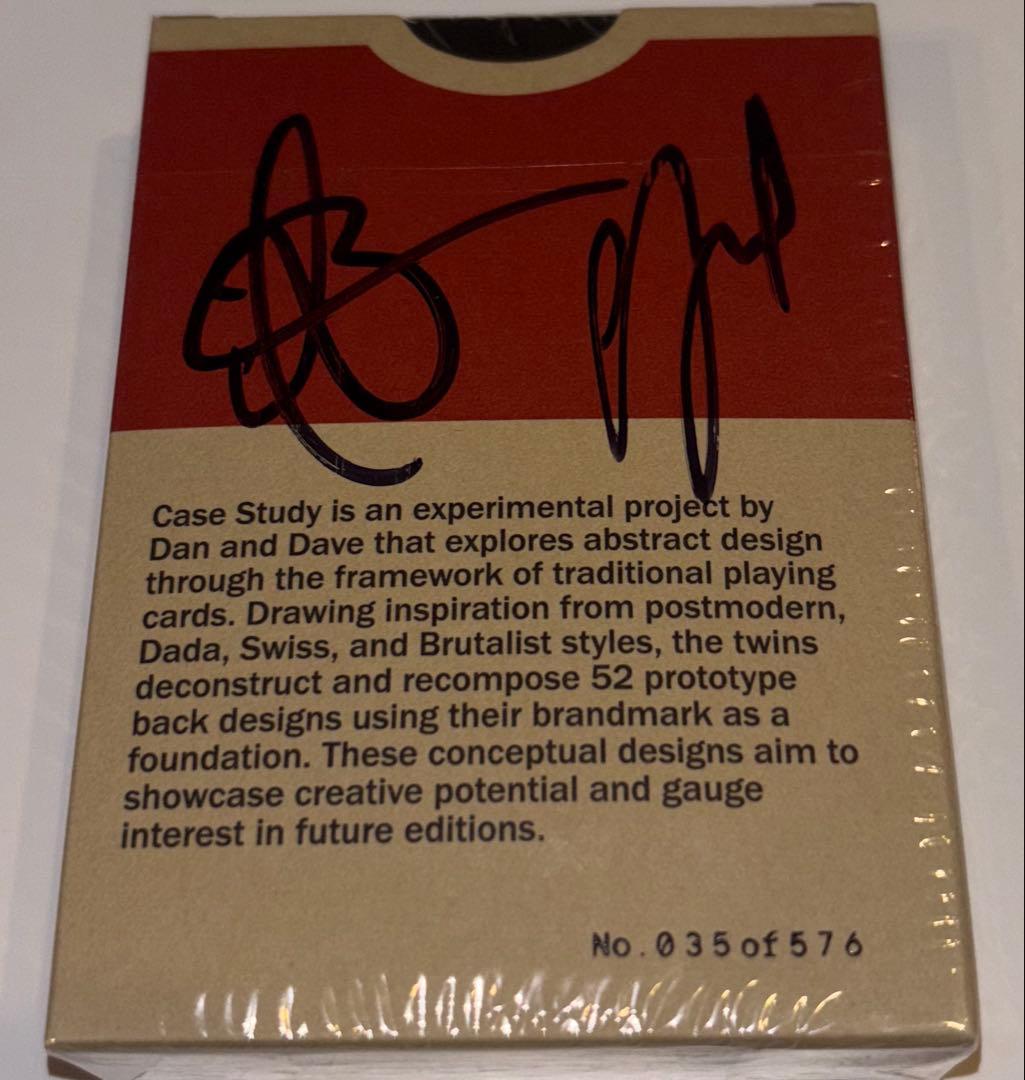 Case Study is an experimental project by
Dan and Dave that explores abstract design
through the framework of traditional playing
cards. Drawing inspiration from postmodern,
Dada, Swiss, and Brutalist styles, the twins
deconstruct and recompose 52 prototype
back designs using their brandmark as a
foundation. These conceptual designs aim to
showcase creative potential and gauge
interest in future editions.
No. 035 of 576